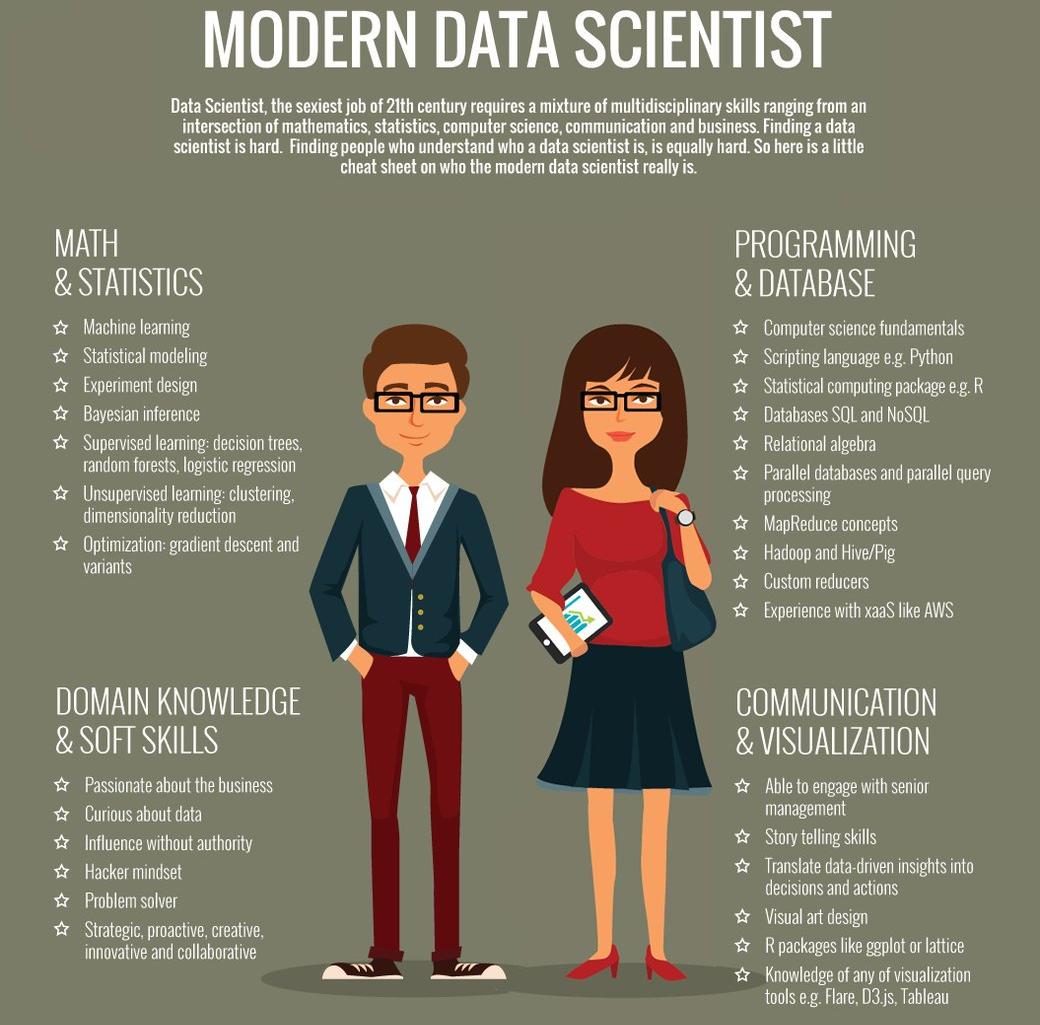 MODERN DATA SCIENTIST
Data Scientist, the sexiest job of 21th century requires a mixture of multidisciplinary skills ranging from an
intersection of mathematics, statistics, computer science, communication and business. Finding a data
scientist is hard. Finding people who understand who a data scientist is, is equally hard. So here is a little
cheat sheet on who the modern data scientist really is.
MATH
& STATISTICS
Machine learning
Statistical modeling
Experiment design
Bayesian inference
Supervised learning: decision trees,
random forests, logistic regression
Unsupervised learning: clustering,
dimensionality reduction
Optimization: gradient descent and
variants
PROGRAMMING
& DATABASE
Computer science fundamentals
Scripting language e.g. Python
Statistical computing package e.g. R
Databases SQL and NoSQL
Relational algebra
Parallel databases and parallel query
processing
MapReduce concepts
Hadoop and Hive/Pig
Custom reducers
Experience with xaaS like AWS
DOMAIN KNOWLEDGE
& SOFT SKILLS
Passionate about the business
Curious about data
Influence without authority
Hacker mindset
Problem solver
Strategic, proactive, creative,
innovative and collaborative
COMMUNICATION
& VISUALIZATION
Able to engage with senior
management
Story telling skills
Translate data-driven insights into
decisions and actions
Visual art design
R packages like ggplot or lattice
Knowledge of any of visualization
tools e.g. Flare, D3.js, Tableau